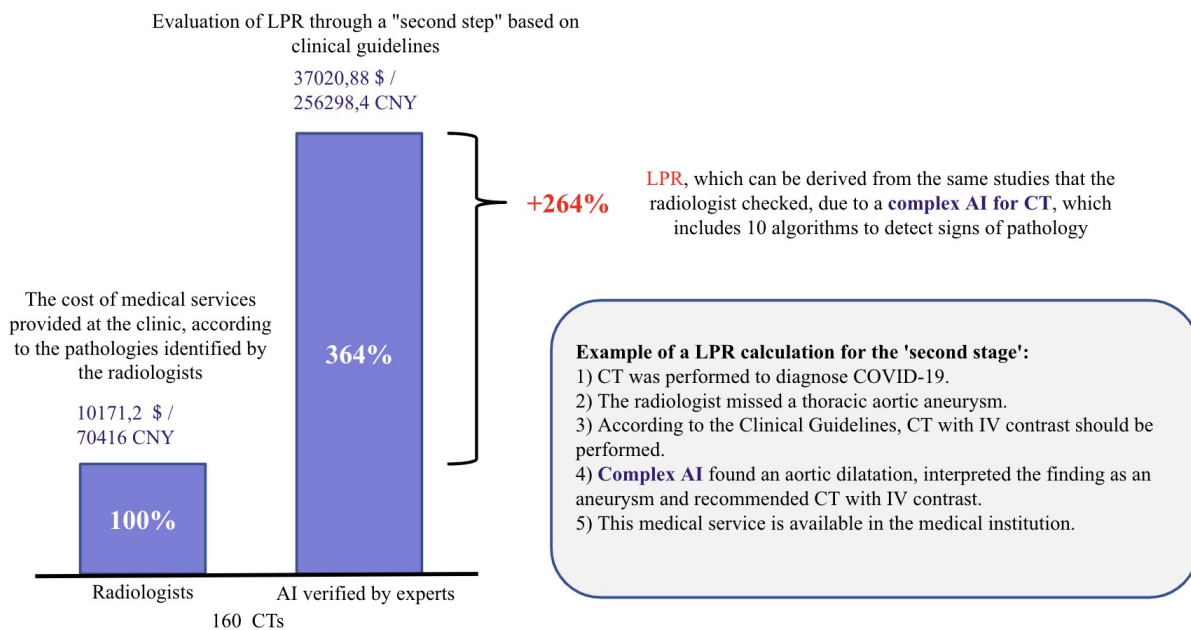 Evaluation of LPR through a "second step" based on
clinical guidelines
37020,88 $ /
256298,4 CNY
+264%
LPR, which can be derived from the same studies that the
radiologist checked, due to a complex AI for CT, which
includes 10 algorithms to detect signs of pathology
The cost of medical services
provided at the clinic, according
to the pathologies identified by
the radiologists
10171,2 $ /
70416 CNY
364%
100%
Radiologists
AI verified by experts
160 CTs
Example of a LPR calculation for the 'second stage':
1) CT was performed to diagnose COVID-19.
2) The radiologist missed a thoracic aortic aneurysm.
3) According to the Clinical Guidelines, CT with IV contrast should be
performed.
4) Complex AI found an aortic dilatation, interpreted the finding as an
aneurysm and recommended CT with IV contrast.
5) This medical service is available in the medical institution.